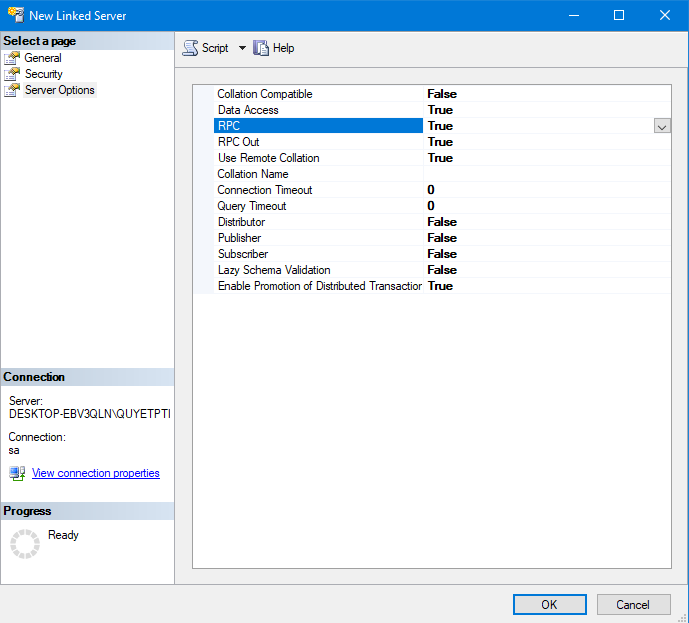 New Linked Server
Select a page
General
Security
Server Options
Script
Help
Collation Compatible False
Data Access True
RPC True
RPC Out True
Use Remote Collation True
Collation Name
Connection Timeout 0
Query Timeout 0
Distributor False
Publisher False
Subscriber False
Lazy Schema Validation False
Enable Promotion of Distributed Transaction True
Connection
Server:
DESKTOP-EBV3QLN\QUYETPTI
Connection:
sa
View connection properties
Progress
Ready
OK
Cancel